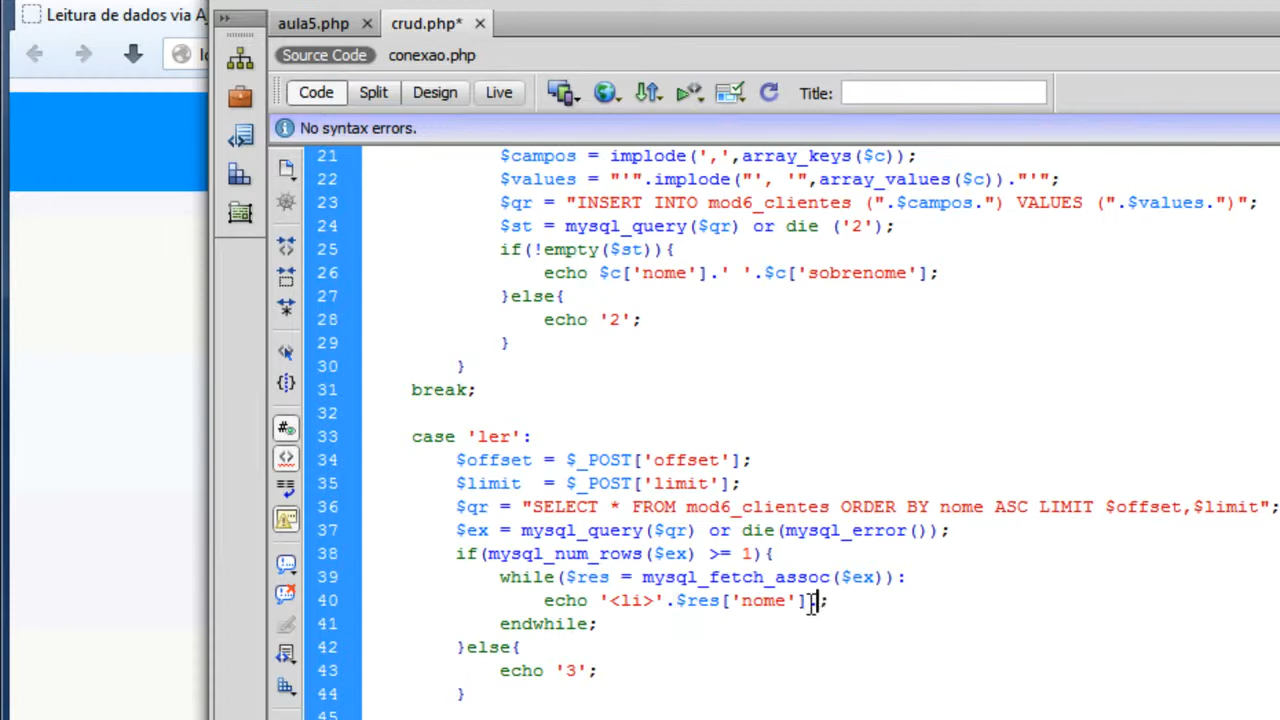 Leitura de dados via Aj
aula5.php
crud.php*
Source Code
conexao.php
Code
Split
Design
Live
Title:
No syntax errors.
21 $campos = implode(',',array_keys($c));
22 $values = "'".implode("', '",array_values($c))."'";
23 $qr = "INSERT INTO mod6_clientes (".$campos.") VALUES (".$values.")";
24 $st = mysql_query($qr) or die ('2');
25 if(!empty($st)){
26 echo $c['nome'].' '.$c['sobrenome'];
27 }else{
28 echo '2';
29 }
30 }
31 break;
32
33 case 'ler':
34 $offset = $_POST['offset'];
35 $limit  = $_POST['limit'];
36 $qr = "SELECT * FROM mod6_clientes ORDER BY nome ASC LIMIT $offset,$limit";
37 $ex = mysql_query($qr) or die(mysql_error());
38 if(mysql_num_rows($ex) >= 1){
39 while($res = mysql_fetch_assoc($ex)):
40 echo '<li>'.$res['nome'].;
41 endwhile;
42 }else{
43 echo '3';
44 }
45